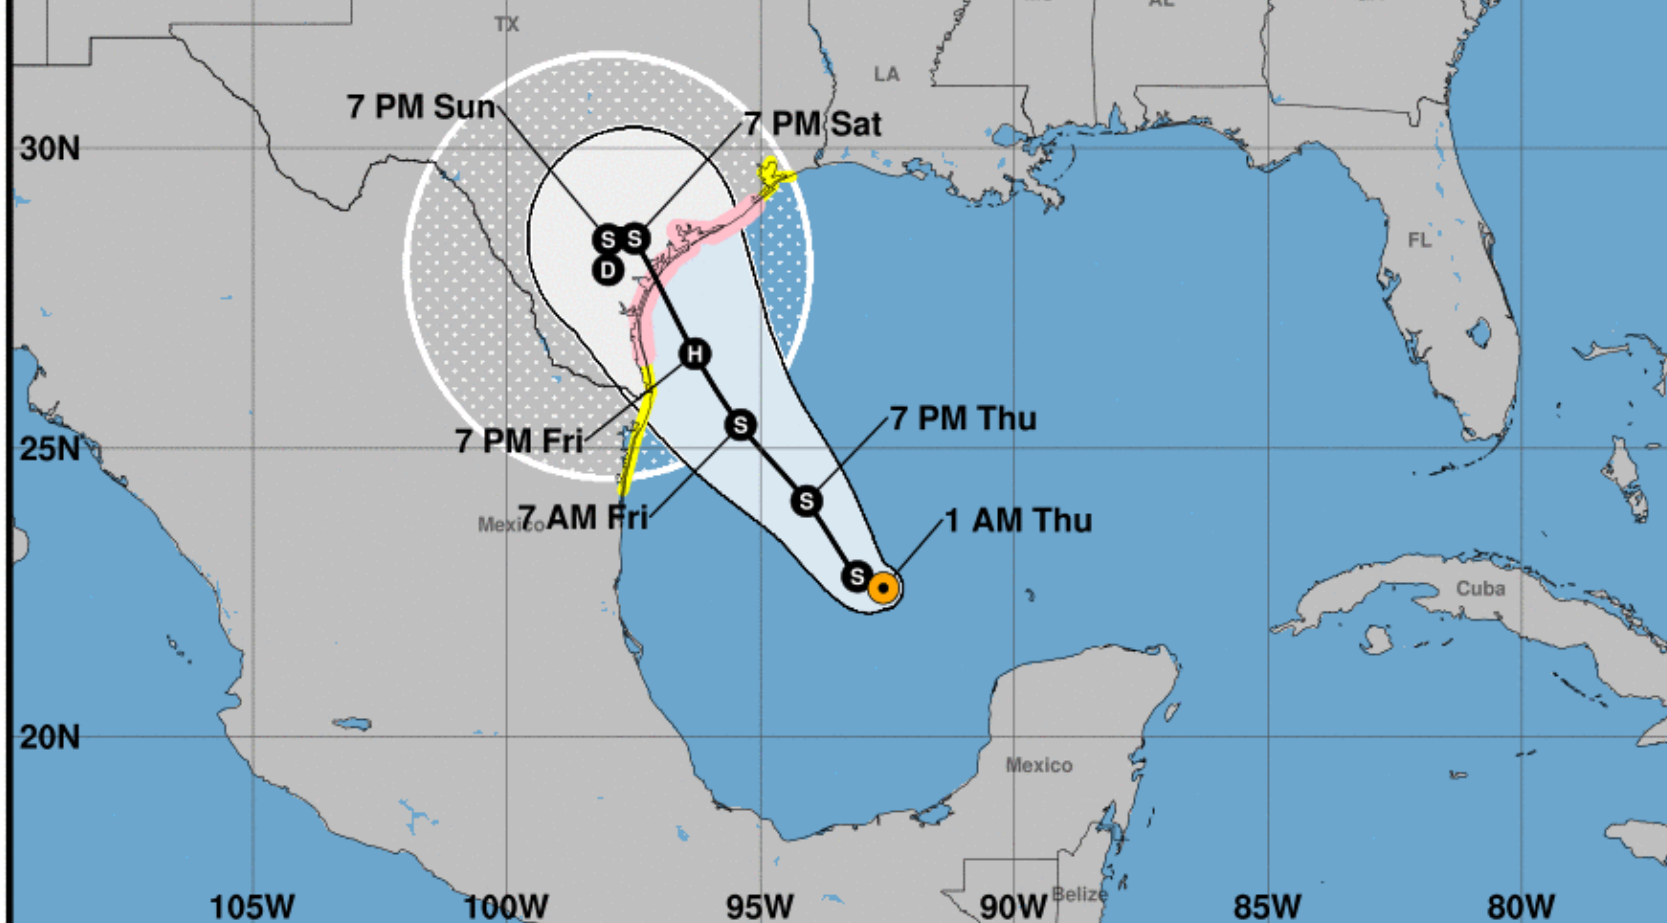 TX
AL
LA
7 PM Sun
7 PM Sat
30N
FL
S
S
D
H
7 PM Thu
S
7 PM Fri
25N
S
7 AM Fri
Mexico
1 AM Thu
S
Cuba
20N
Mexico
Belize
105W
100W
95W
90W
85W
80W